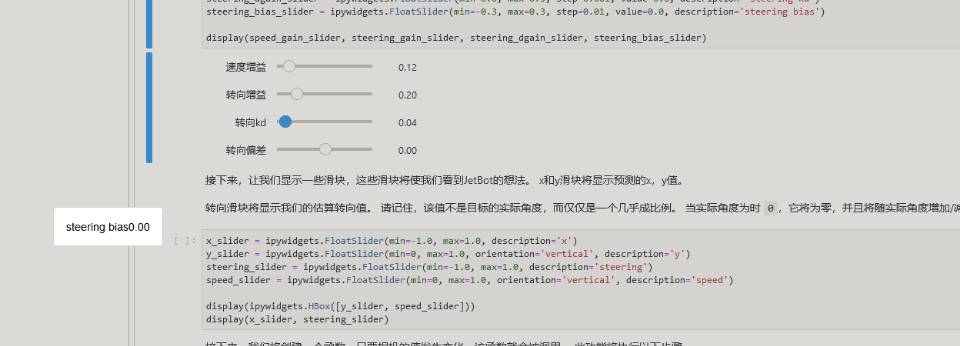 steering_bias_slider = ipywidgets.FloatSlider(min=-0.3, max=0.3, step=0.01, value=0.0, description='steering bias')
display(speed_gain_slider, steering_gain_slider, steering_dgain_slider, steering_bias_slider)
速度增益 0.12
转向增益 0.20
转向kd 0.04
转向偏差 0.00
接下来，让我们显示一些滑块，这些滑块将使我们看到JetBot的想法。 x和y滑块将显示预测的x，y值。
转向滑块将显示我们的估算转向值。 请记住，该值不是目标的实际角度，而仅仅是一个几乎成比例。 当实际角度为时 0 ，它将为零，并且将随实际角度增加/减
steering bias0.00
[ ]:
x_slider = ipywidgets.FloatSlider(min=-1.0, max=1.0, description='x')
y_slider = ipywidgets.FloatSlider(min=0, max=1.0, orientation='vertical', description='y')
steering_slider = ipywidgets.FloatSlider(min=-1.0, max=1.0, description='steering')
speed_slider = ipywidgets.FloatSlider(min=0, max=1.0, orientation='vertical', description='speed')
display(ipywidgets.HBox([y_slider, speed_slider]))
display(x_slider, steering_slider)